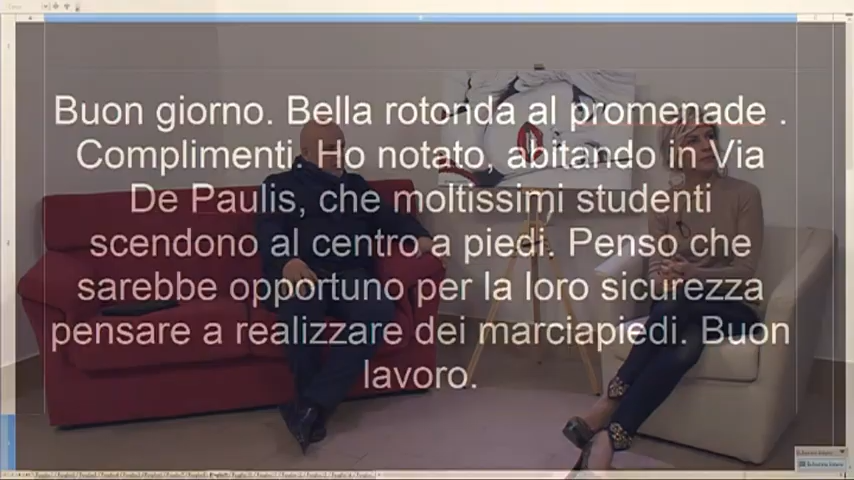 Buon giorno. Bella rotonda al promenade .
Complimenti. Ho notato, abitando in Via
De Paulis, che moltissimi studenti
scendono al centro a piedi. Penso che
sarebbe opportuno per la loro sicurezza
pensare a realizzare dei marciapiedi. Buon
lavoro.